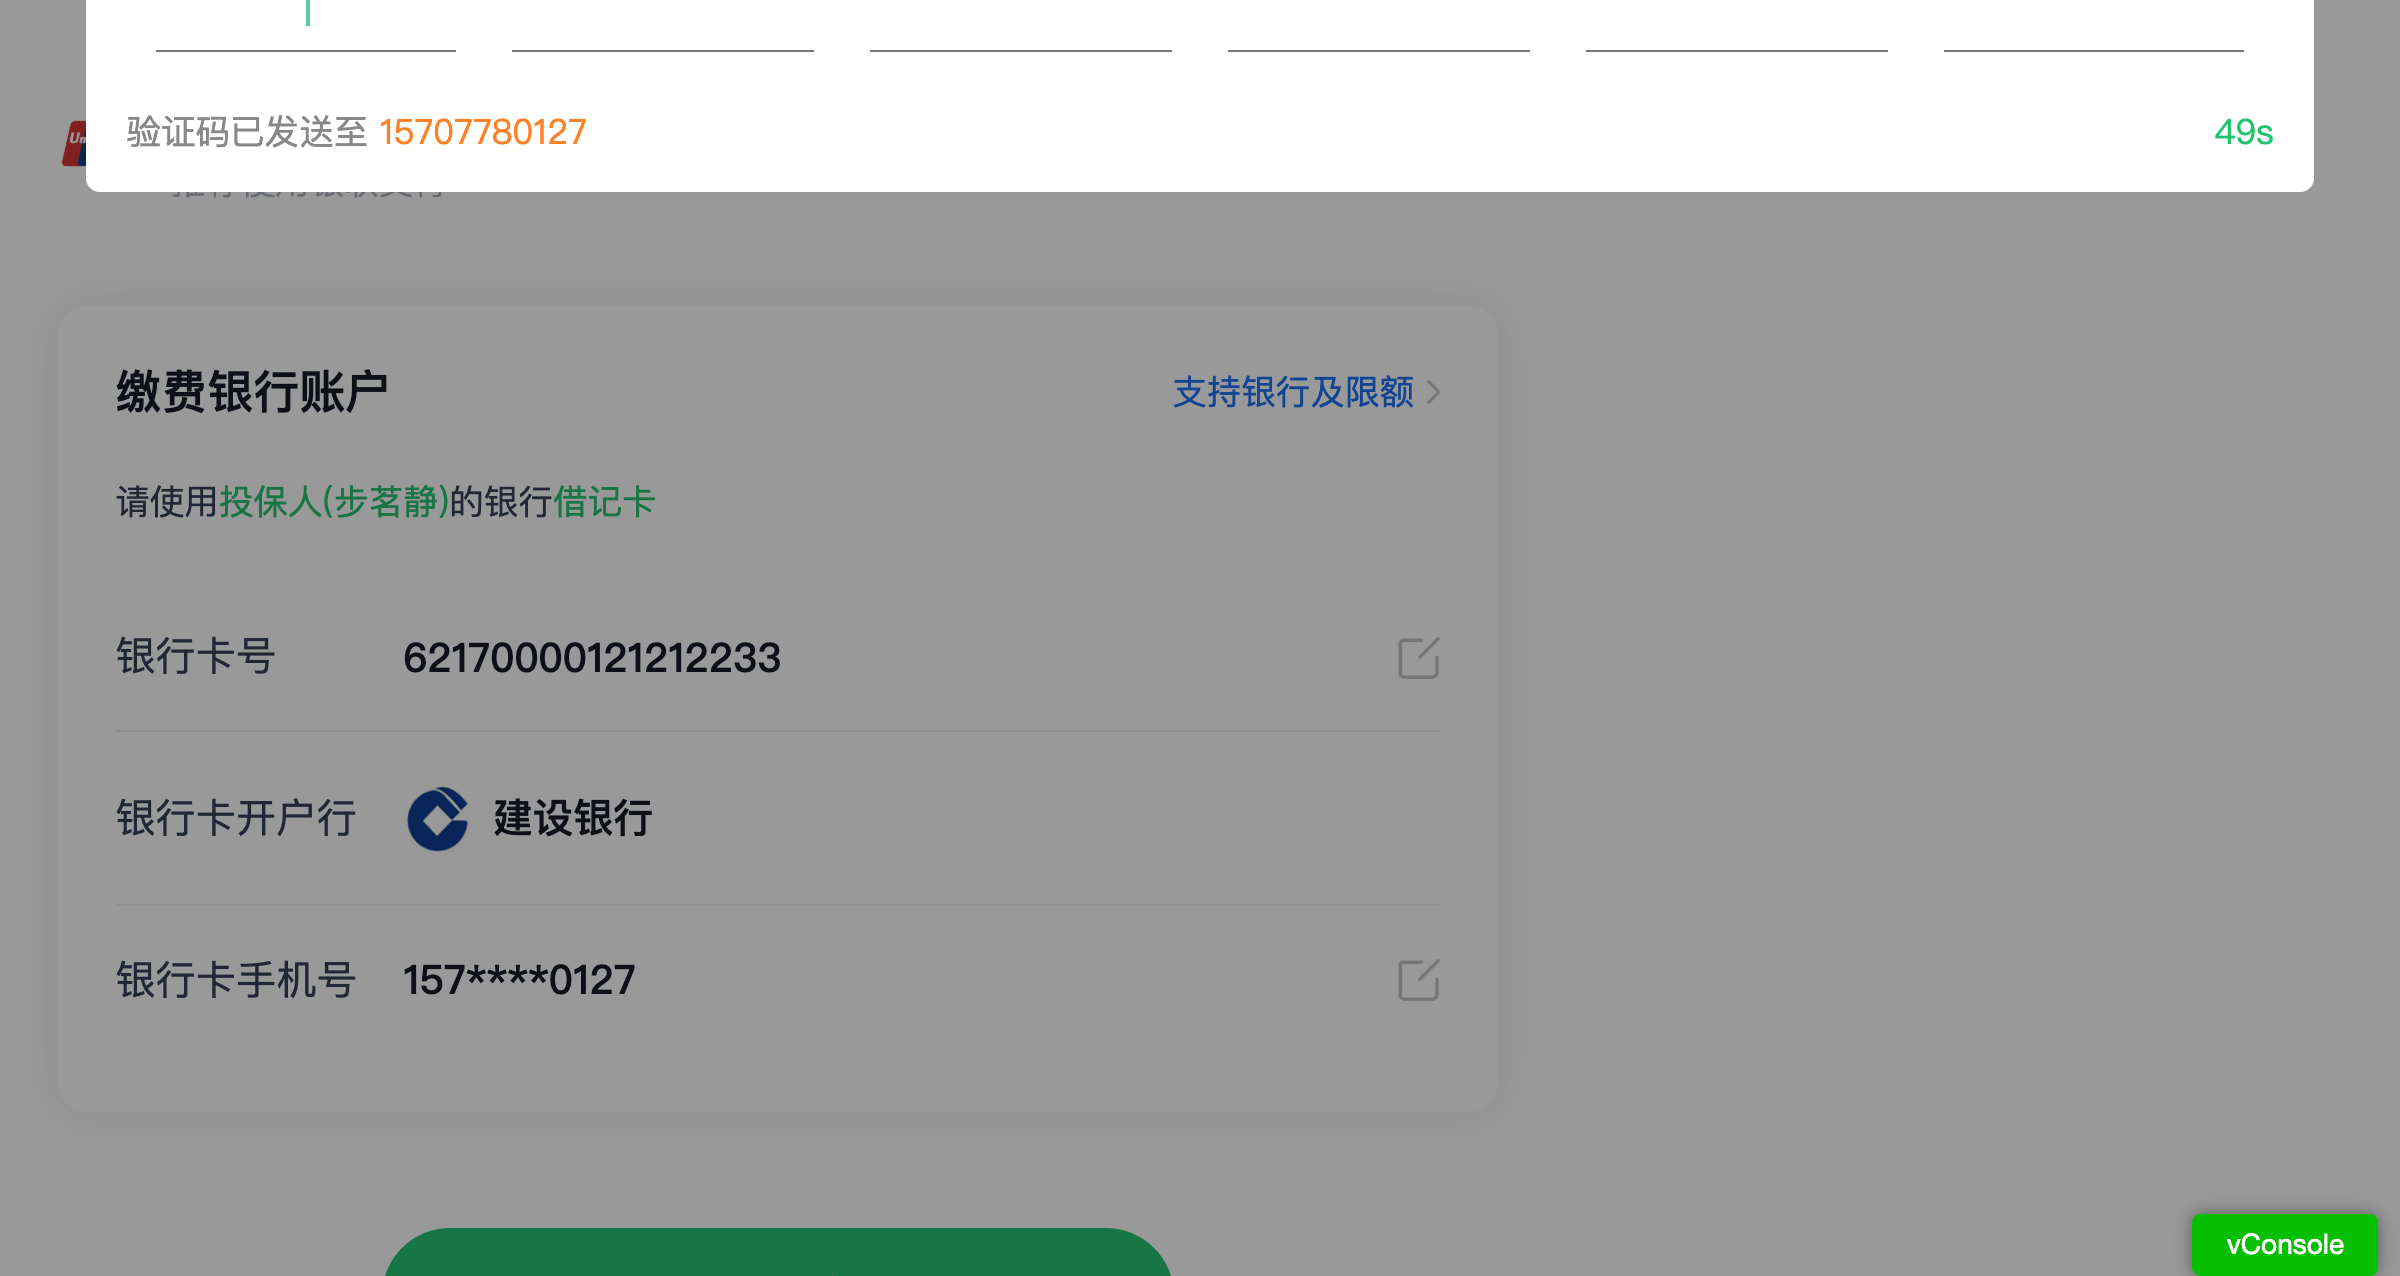 验证码已发送至 15707780127
49s
缴费银行账户
支持银行及限额
请使用投保人(步茗静)的银行借记卡
银行卡号 62170000121212233
银行卡开户行 建设银行
银行卡手机号 157****0127
vConsole